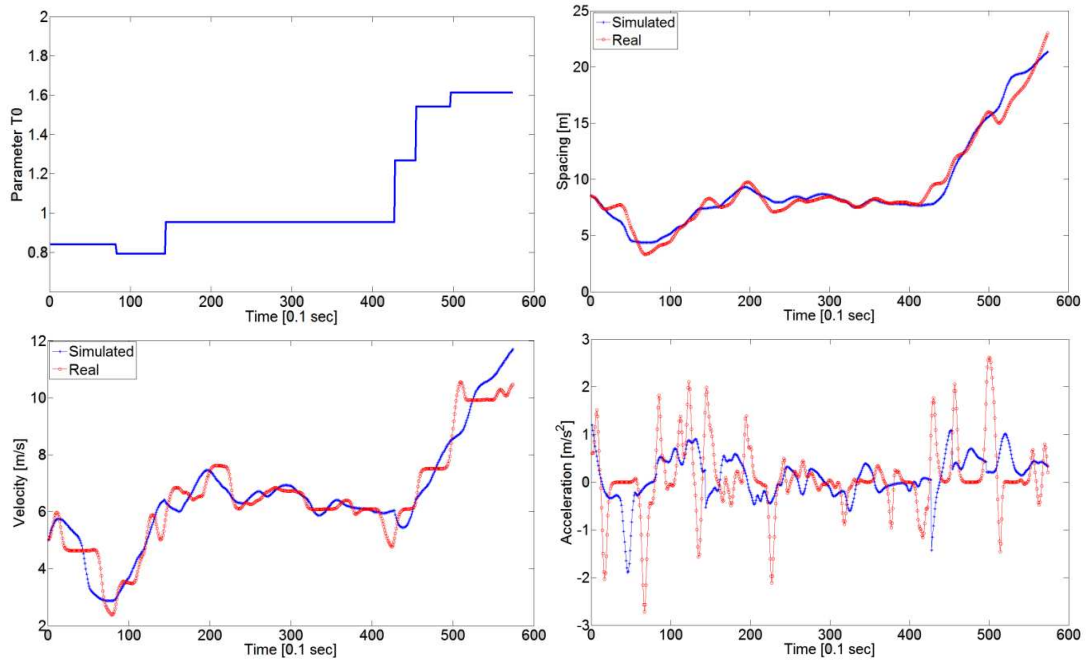 2
1.8
1.6
1.4
1.2
1
0.8
Parameter T0
0 100 200 300 400 500 600
Time [0.1 sec]
25
20
15
10
5
0
Spacing [m]
Simulated
Real
0 100 200 300 400 500 600
Time [0.1 sec]
12
10
8
6
4
2
Velocity [m/s]
Simulated
Real
0 100 200 300 400 500 600
Time [0.1 sec]
3
2
1
0
-1
-2
-3
Acceleration [m/s²]
0 100 200 300 400 500 600
Time [0.1 sec]